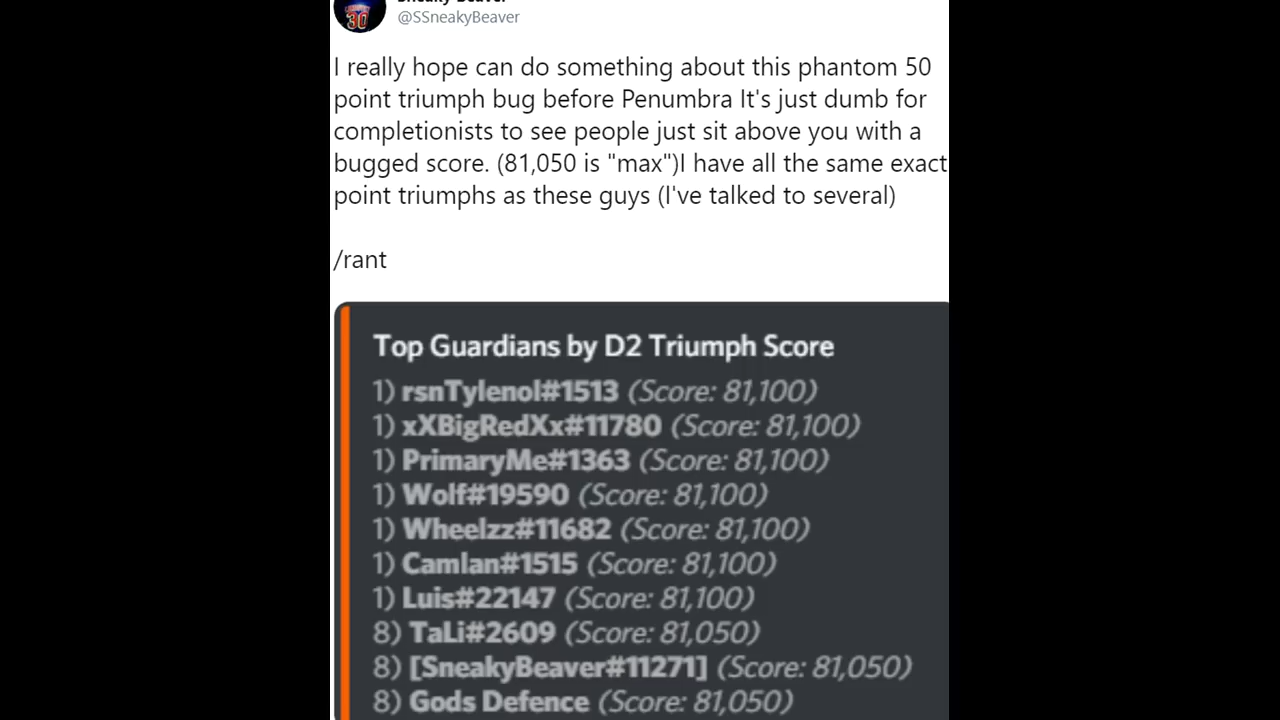 Sneaky Beaver
@SSneakyBeaver
I really hope can do something about this phantom 50
point triumph bug before Penumbra It's just dumb for
completionists to see people just sit above you with a
bugged score. (81,050 is "max")I have all the same exact
point triumphs as these guys (I've talked to several)
/rant
Top Guardians by D2 Triumph Score
1) rsnTylenol#1513 (Score: 81,100)
1) xXBigRedXx#11780 (Score: 81,100)
1) PrimaryMe#1363 (Score: 81,100)
1) Wolf#19590 (Score: 81,100)
1) Wheelzz#11682 (Score: 81,100)
1) Camlan#1515 (Score: 81,100)
1) Luis#22147 (Score: 81,100)
8) TaLi#2609 (Score: 81,050)
8) [SneakyBeaver#11271] (Score: 81,050)
8) Gods Defence (Score: 81,050)